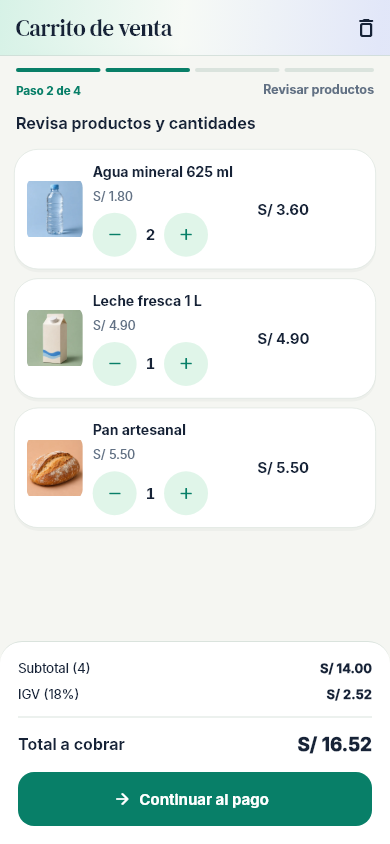 Carrito de venta
Paso 2 de 4
Revisar productos
Revisa productos y cantidades
Agua mineral 625 ml
S/ 1.80
− 2 +
S/ 3.60
Leche fresca 1 L
S/ 4.90
− 1 +
S/ 4.90
Pan artesanal
S/ 5.50
− 1 +
S/ 5.50
Subtotal (4) S/ 14.00
IGV (18%) S/ 2.52
Total a cobrar S/ 16.52
→ Continuar al pago